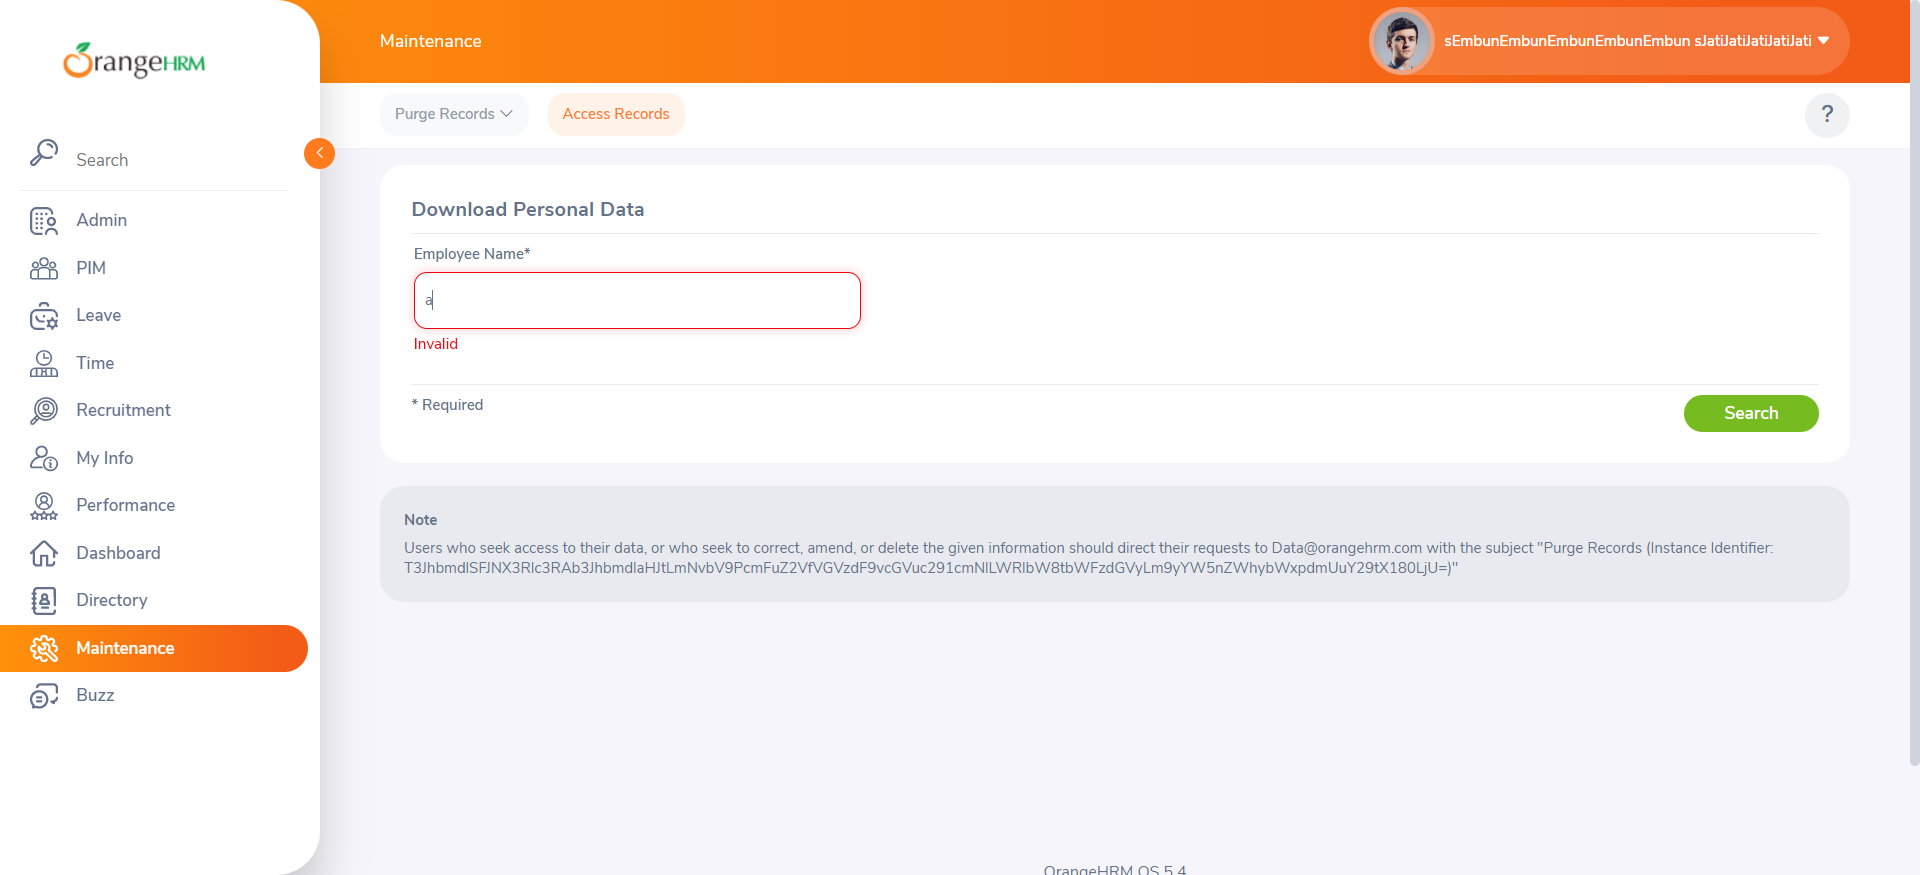 OrangeHRM
Maintenance
sEmbunEmbunEmbunEmbunEmbun sJatiJatiJatiJatiJati
Search
Admin
PIM
Leave
Time
Recruitment
My Info
Performance
Dashboard
Directory
Maintenance
Buzz
Purge Records
Access Records
?
Download Personal Data
Employee Name*
a
Invalid
* Required
Search
Note
Users who seek access to their data, or who seek to correct, amend, or delete the given information should direct their requests to Data@orangehrm.com with the subject "Purge Records (Instance Identifier:
OrangeHRM OS 5.4